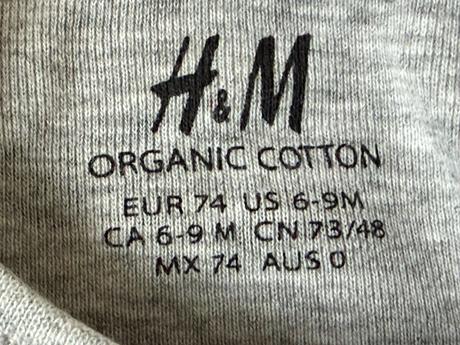 H&M
ORGANIC COTTON
EUR 74 US 6-9M
CA 6-9 M CN 73/48
MX 74 AUS 0